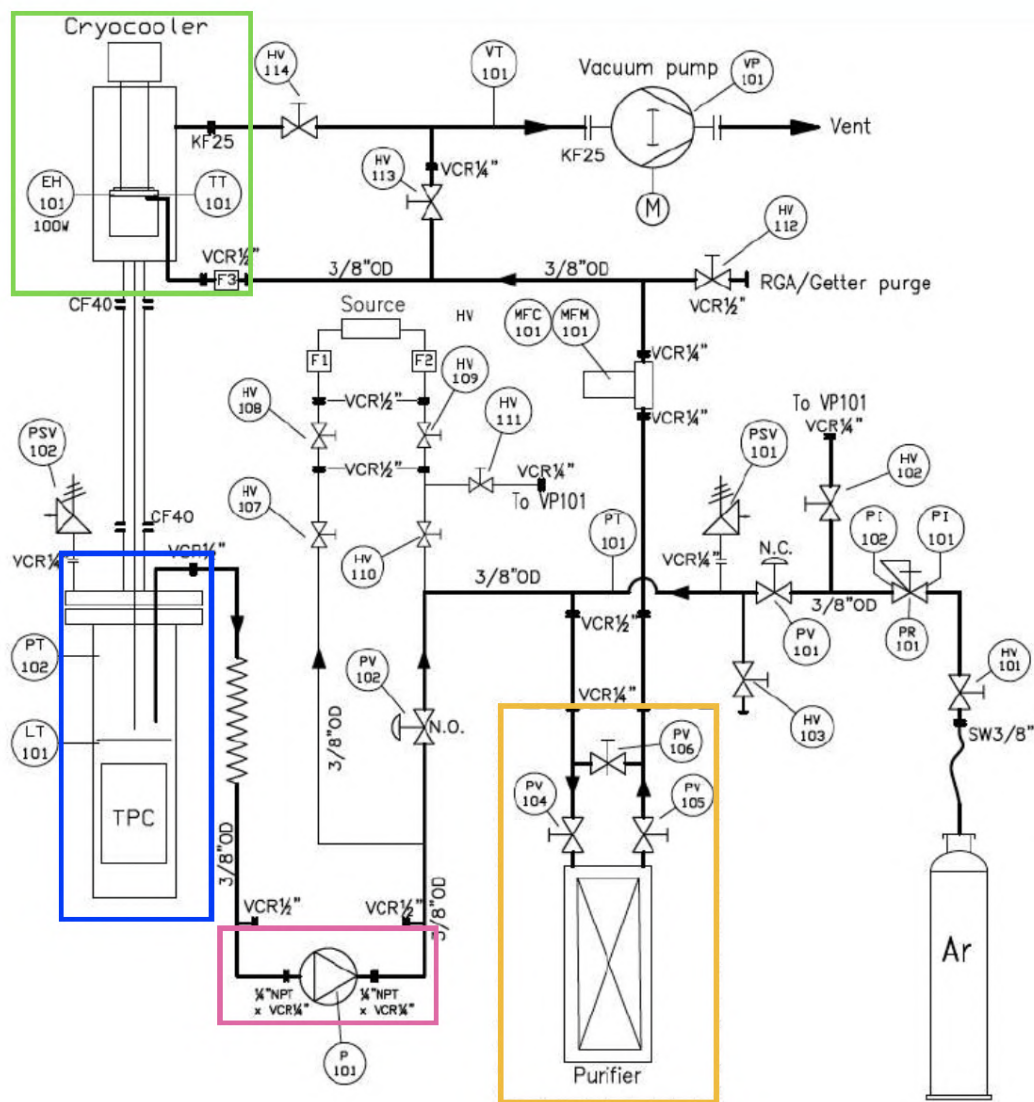 Cryocooler
HV
114
VT
101
Vacuum pump
VP
101
KF25
KF25
Vent
HV
113
VCR¼"
M
EH
101
100W
TT
101
HV
112
VCR½"
F3
3/8"OD
3/8"OD
VCR½"
RGA/Getter purge
CF40
Source
HV
MFC
101
MFM
101
VCR¼"
F1
F2
HV
109
HV
108
VCR½"
HV
111
VCR¼"
To VP101
VCR¼"
PSV
102
PSV
101
HV
102
VCR½"
VCR¼"
To VP101
HV
107
CF40
PT
101
PI
102
PI
101
VCR¼"
VCR½"
HV
110
VCR¼"
N.C.
3/8"OD
3/8"OD
PV
101
PR
101
HV
101
VCR½"
PT
102
PV
102
VCR¼"
HV
103
SW3/8"
LT
101
N.O.
3/8"OD
PV
106
PV
104
PV
105
TPC
3/8"OD
VCR½"
VCR½"
3/8"OD
Ar
¼"NPT
x VCR¼"
¼"NPT
x VCR¼"
P
101
Purifier